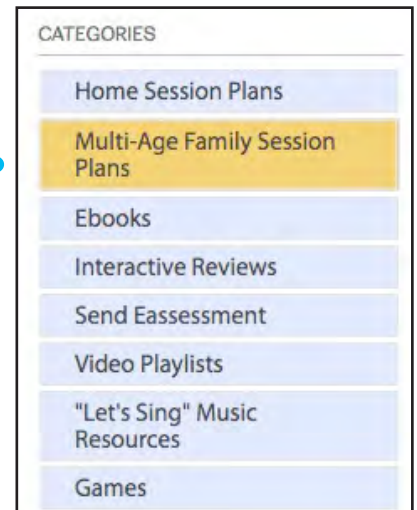 CATEGORIES
Home Session Plans
Multi-Age Family Session
Plans
Ebooks
Interactive Reviews
Send Eassessment
Video Playlists
"Let's Sing" Music
Resources
Games